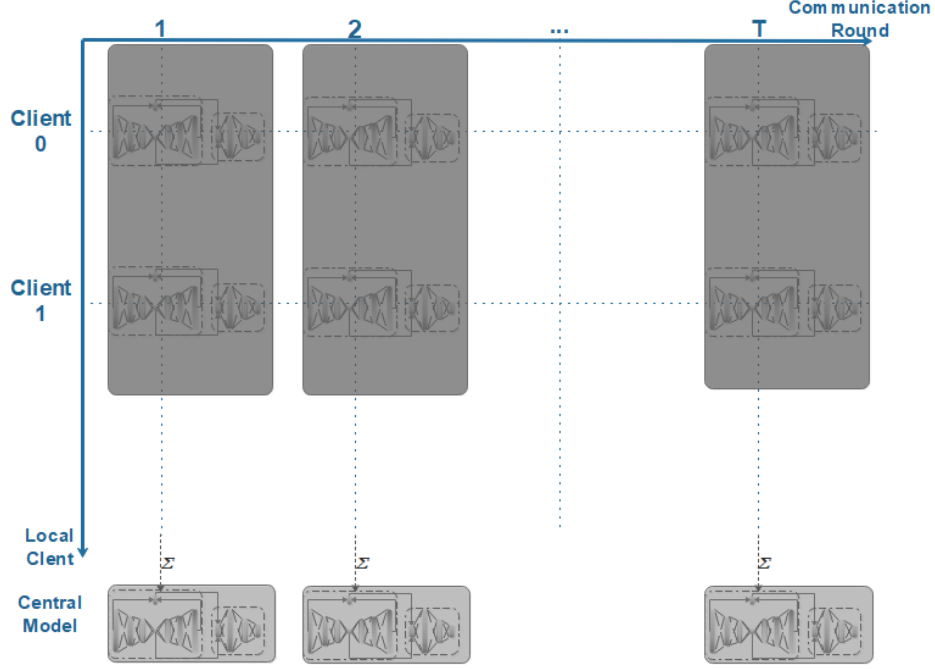 Communication
Round
1
2
...
T
Client
0
Client
1
Local
Clent
Σ
Σ
Σ
Central
Model